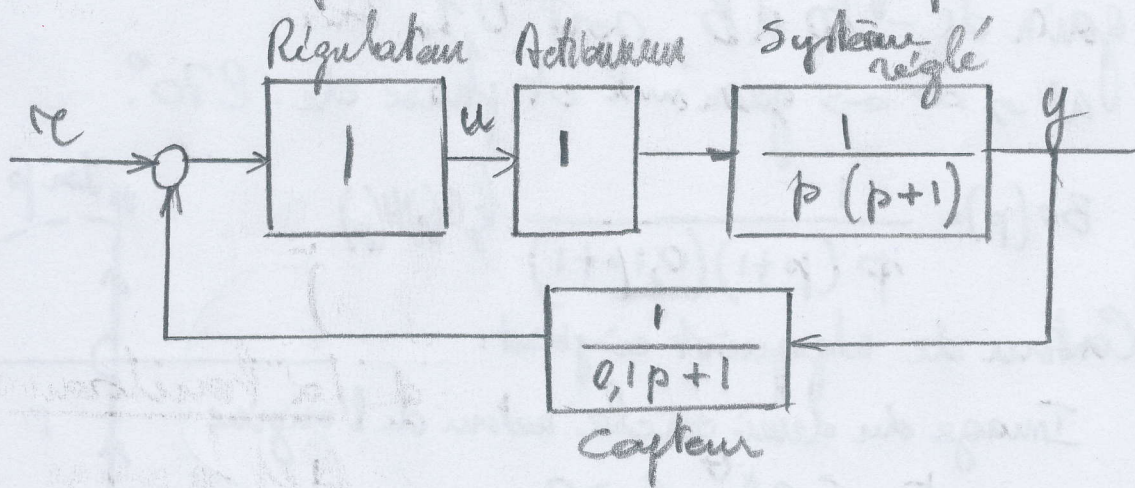 Régulateur
Actionneur
Système
réglé
r
1
u
1
1
p (p+1)
y
1
0,1p+1
Capteur